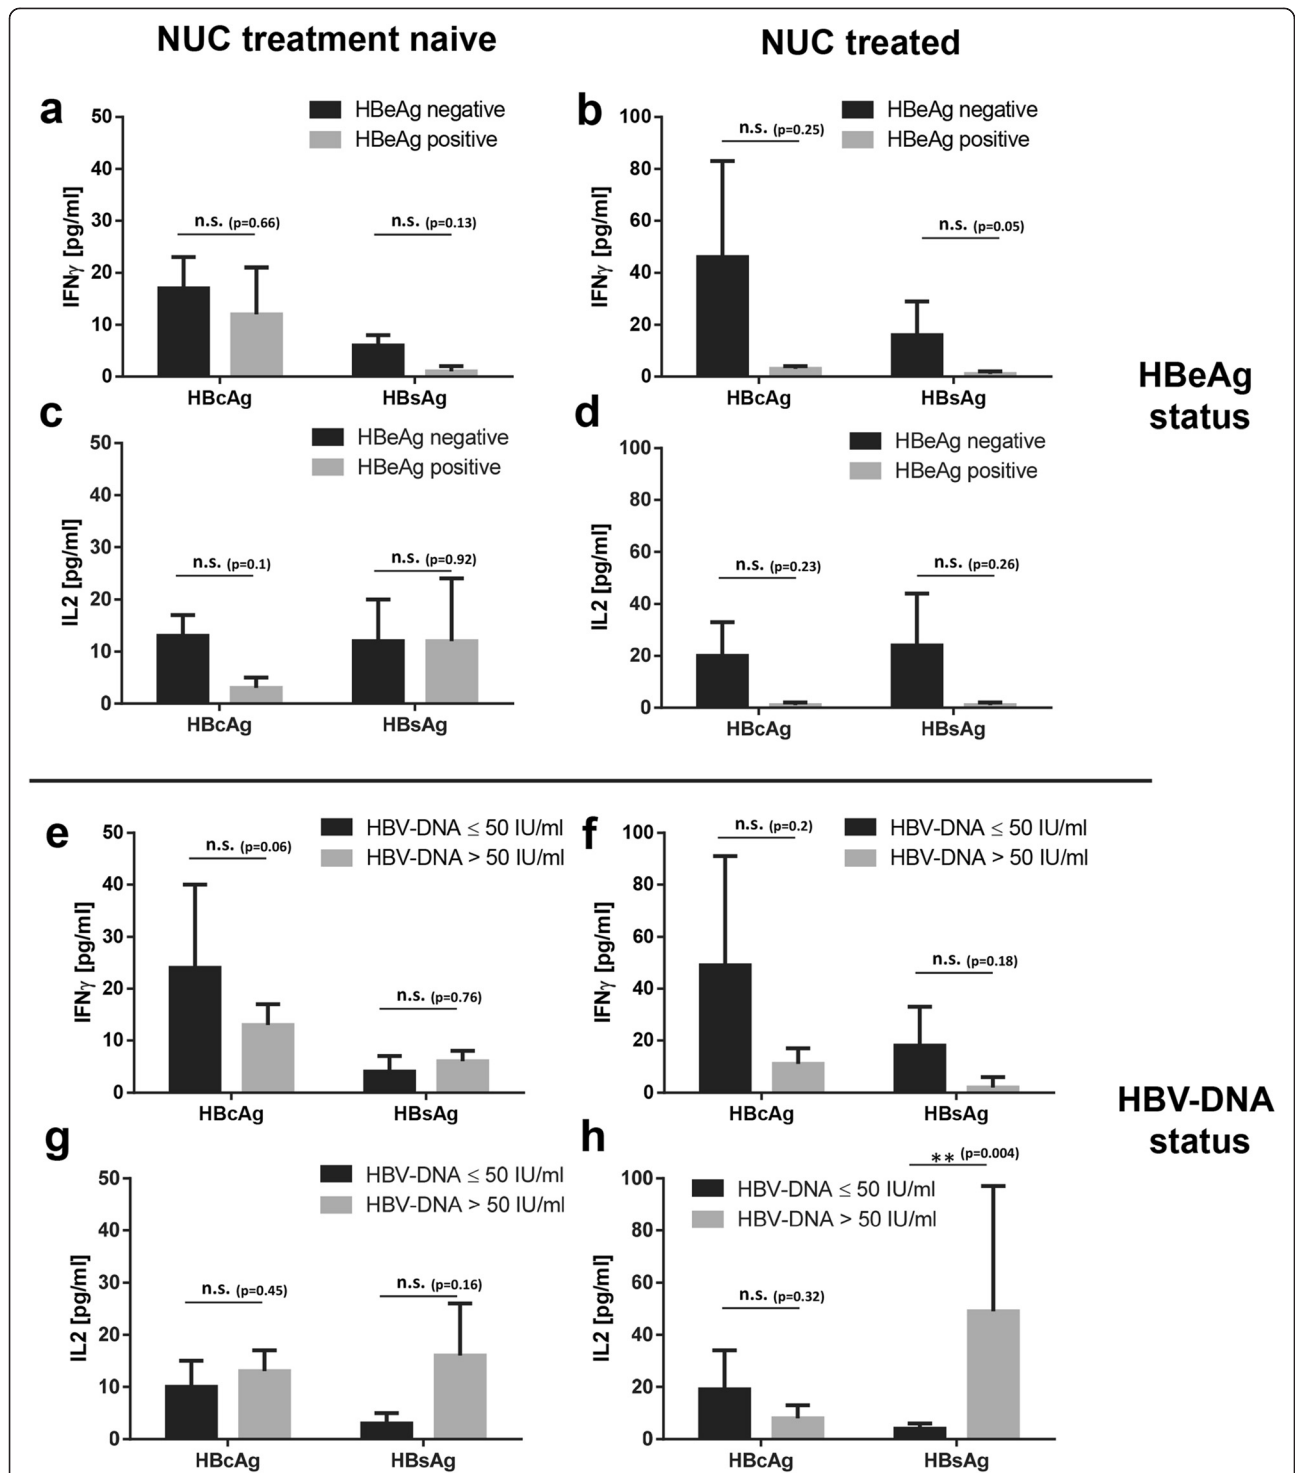 NUC treatment naive
NUC treated
a
HBeAg negative
HBeAg positive
50
40
30
20
10
0
IFNγ [pg/ml]
n.s. (p=0.66)
n.s. (p=0.13)
HBcAg
HBsAg
b
HBeAg negative
HBeAg positive
100
80
60
40
20
0
IFNγ [pg/ml]
n.s. (p=0.25)
n.s. (p=0.05)
HBcAg
HBsAg
HBeAg
status
c
HBeAg negative
HBeAg positive
50
40
30
20
10
0
IL2 [pg/ml]
n.s. (p=0.1)
n.s. (p=0.92)
HBcAg
HBsAg
d
HBeAg negative
HBeAg positive
100
80
60
40
20
0
IL2 [pg/ml]
n.s. (p=0.23)
n.s. (p=0.26)
HBcAg
HBsAg
e
HBV-DNA ≤ 50 IU/ml
HBV-DNA > 50 IU/ml
50
40
30
20
10
0
IFNγ [pg/ml]
n.s. (p=0.06)
n.s. (p=0.76)
HBcAg
HBsAg
f
HBV-DNA ≤ 50 IU/ml
HBV-DNA > 50 IU/ml
100
80
60
40
20
0
IFNγ [pg/ml]
n.s. (p=0.2)
n.s. (p=0.18)
HBcAg
HBsAg
HBV-DNA
status
g
HBV-DNA ≤ 50 IU/ml
HBV-DNA > 50 IU/ml
50
40
30
20
10
0
IL2 [pg/ml]
n.s. (p=0.45)
n.s. (p=0.16)
HBcAg
HBsAg
h
HBV-DNA ≤ 50 IU/ml
HBV-DNA > 50 IU/ml
100
80
60
40
20
0
IL2 [pg/ml]
n.s. (p=0.32)
** (p=0.004)
HBcAg
HBsAg